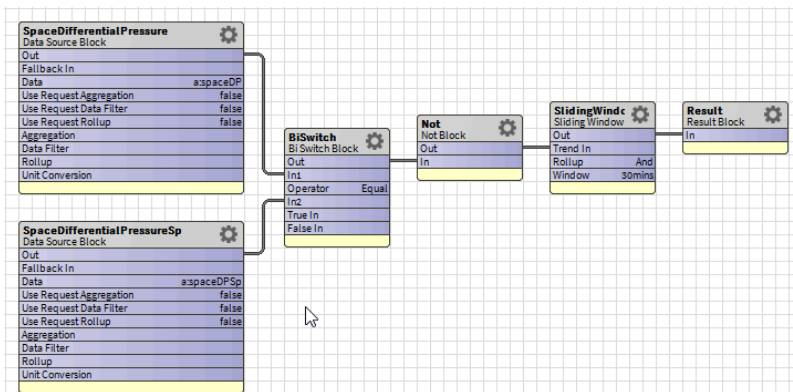 SpaceDifferentialPressure
Data Source Block
Out
Fallback In
Data a:spaceDP
Use Request Aggregation false
Use Request Data Filter false
Use Request Rollup false
Aggregation
Data Filter
Rollup
Unit Conversion
SpaceDifferentialPressureSp
Data Source Block
Out
Fallback In
Data a:spaceDPSp
Use Request Aggregation false
Use Request Data Filter false
Use Request Rollup false
Aggregation
Data Filter
Rollup
Unit Conversion
BiSwitch
Bi Switch Block
Out
In1
Operator Equal
In2
True In
False In
Not
Not Block
Out
In
SlidingWindc
Sliding Window
Out
Trend In
Rollup And
Window 30mins
Result
Result Block
In